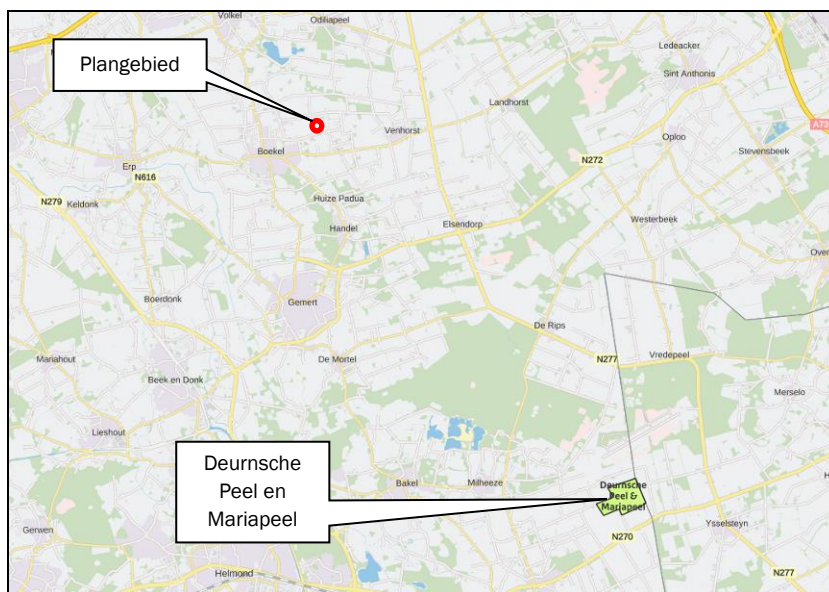 Volkel
Odiliapeel
Ledeacker
Plangebied
Sint Anthonis
Landhorst
A73
Venhorst
Oploo
Boekel
Stevensbeek
Erp
N272
N616
Huize Padua
N279
Keldonk
Westerbeek
Handel
Elsendorp
Boerdonk
Gemert
De Rips
Mariahout
De Mortel
N277
Vredepeel
Beek en Donk
Merselo
Lieshout
Deurnsche
Peel en
Mariapeel
Bakel
Milheeze
Deurnsche
Peel &
Mariapeel
Ysselsteyn
Gerwen
N270
Helmond
N277